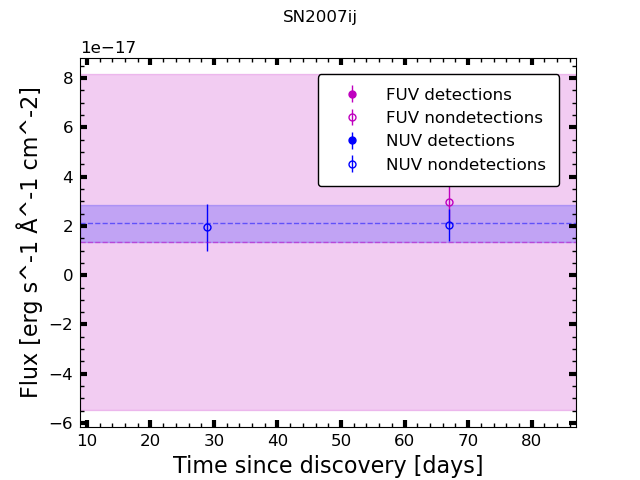 SN2007ij
1e−17
FUV detections
FUV nondetections
NUV detections
NUV nondetections
8
6
4
2
0
−2
−4
−6
10 20 30 40 50 60 70 80
Time since discovery [days]
Flux [erg s^-1 Å^-1 cm^-2]